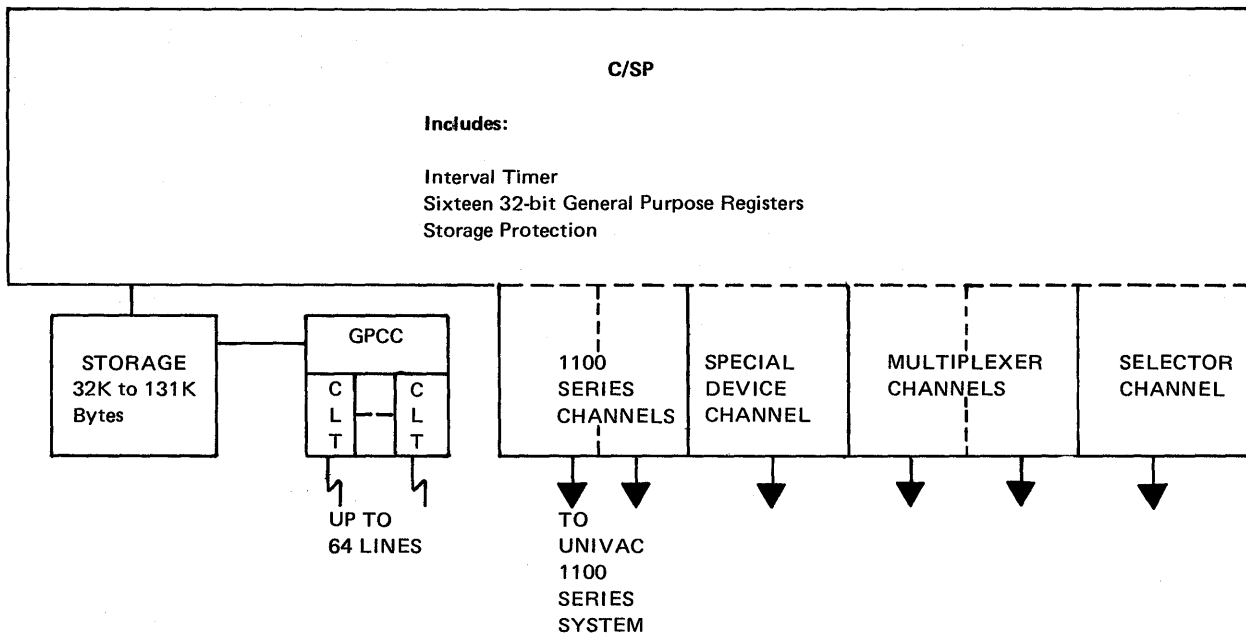 C/SP
Includes:
Interval Timer
Sixteen 32-bit General Purpose Registers
Storage Protection
STORAGE
32K to 131K
Bytes
GPCC
C
L
T
C
L
T
UP TO
64 LINES
1100
SERIES
CHANNELS
TO
UNIVAC
1100
SERIES
SYSTEM
SPECIAL
DEVICE
CHANNEL
MULTIPLEXER
CHANNELS
SELECTOR
CHANNEL